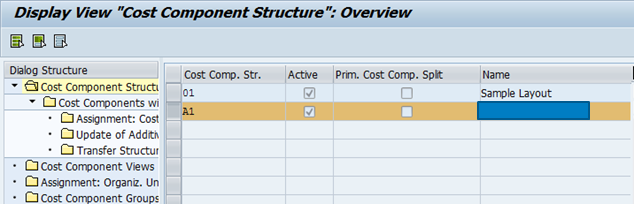 Display View "Cost Component Structure": Overview
Dialog Structure
Cost Component Structu
Cost Components wi
Assignment: Cost
Update of Additiv
Transfer Structur
Cost Component Views
Assignment: Organiz. Un
Cost Component Groups
Cost Comp. Str. Active Prim. Cost Comp. Split Name
01 Sample Layout
A1